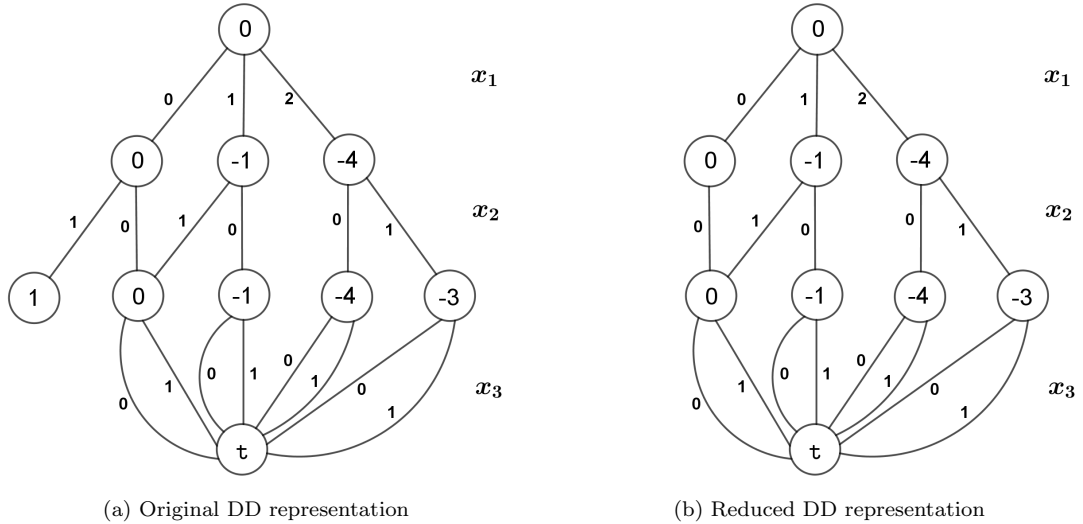 0 0
x₁ x₁
0 1 2 0 1 2
0 -1 -4 0 -1 -4
x₂ x₂
1 0 1 0 0 1 0 1 0 0 1
1 0 -1 -4 -3 0 -1 -4 -3
0 1 0 1 0 1 0 1 0 1 0 1 0 1 0 1
x₃ x₃
t t
(a) Original DD representation (b) Reduced DD representation